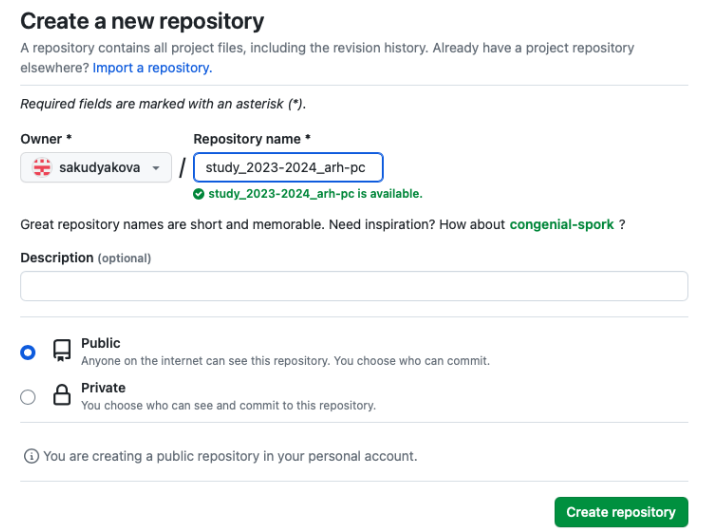 Create a new repository
A repository contains all project files, including the revision history. Already have a project repository
elsewhere? Import a repository.
Required fields are marked with an asterisk (*).
Owner * Repository name *
sakudyakova / study_2023-2024_arh-pc
study_2023-2024_arh-pc is available.
Great repository names are short and memorable. Need inspiration? How about congenial-spork ?
Description (optional)
Public
Anyone on the internet can see this repository. You choose who can commit.
Private
You choose who can see and commit to this repository.
You are creating a public repository in your personal account.
Create repository